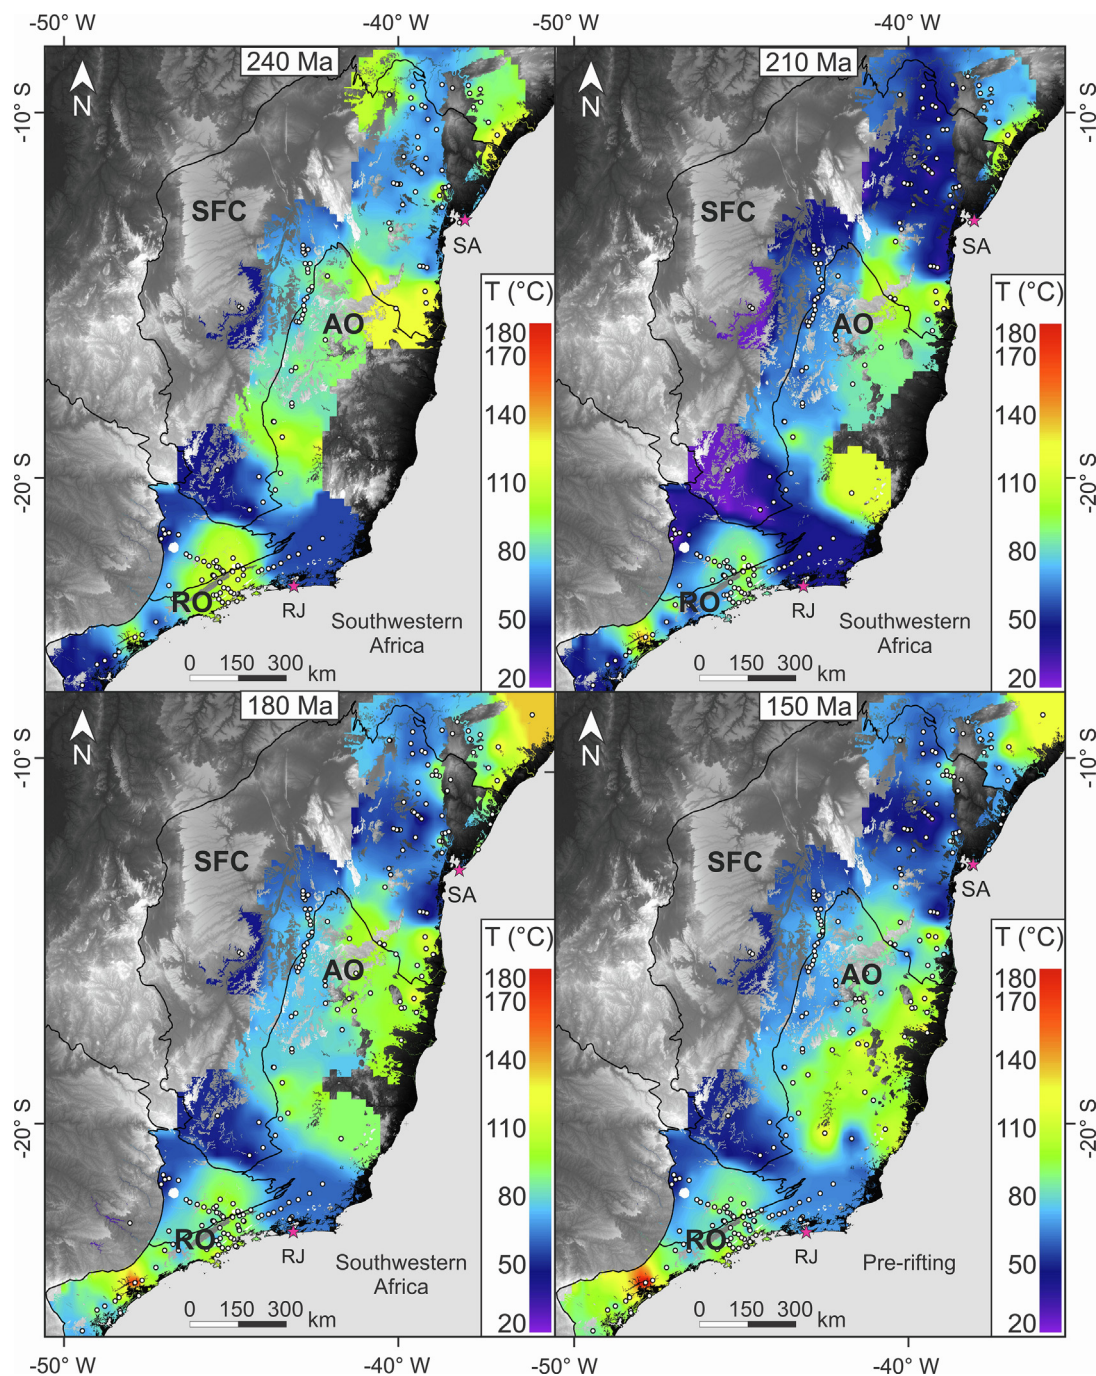 -50° W
-40° W
-50° W
-40° W
240 Ma
210 Ma
N
N
-10° S
-10° S
SFC
SFC
SA
SA
T (°C)
T (°C)
AO
AO
180
170
140
110
80
50
20
180
170
140
110
80
50
20
-20° S
-20° S
RO
RO
RJ
RJ
Southwestern
Africa
Southwestern
Africa
0 150 300
km
0 150 300
km
180 Ma
150 Ma
N
N
-10° S
-10° S
SFC
SFC
SA
SA
T (°C)
T (°C)
AO
AO
180
170
140
110
80
50
20
180
170
140
110
80
50
20
-20° S
-20° S
RO
RO
RJ
RJ
Southwestern
Africa
Pre-rifting
0 150 300
km
0 150 300
km
-50° W
-40° W
-50° W
-40° W